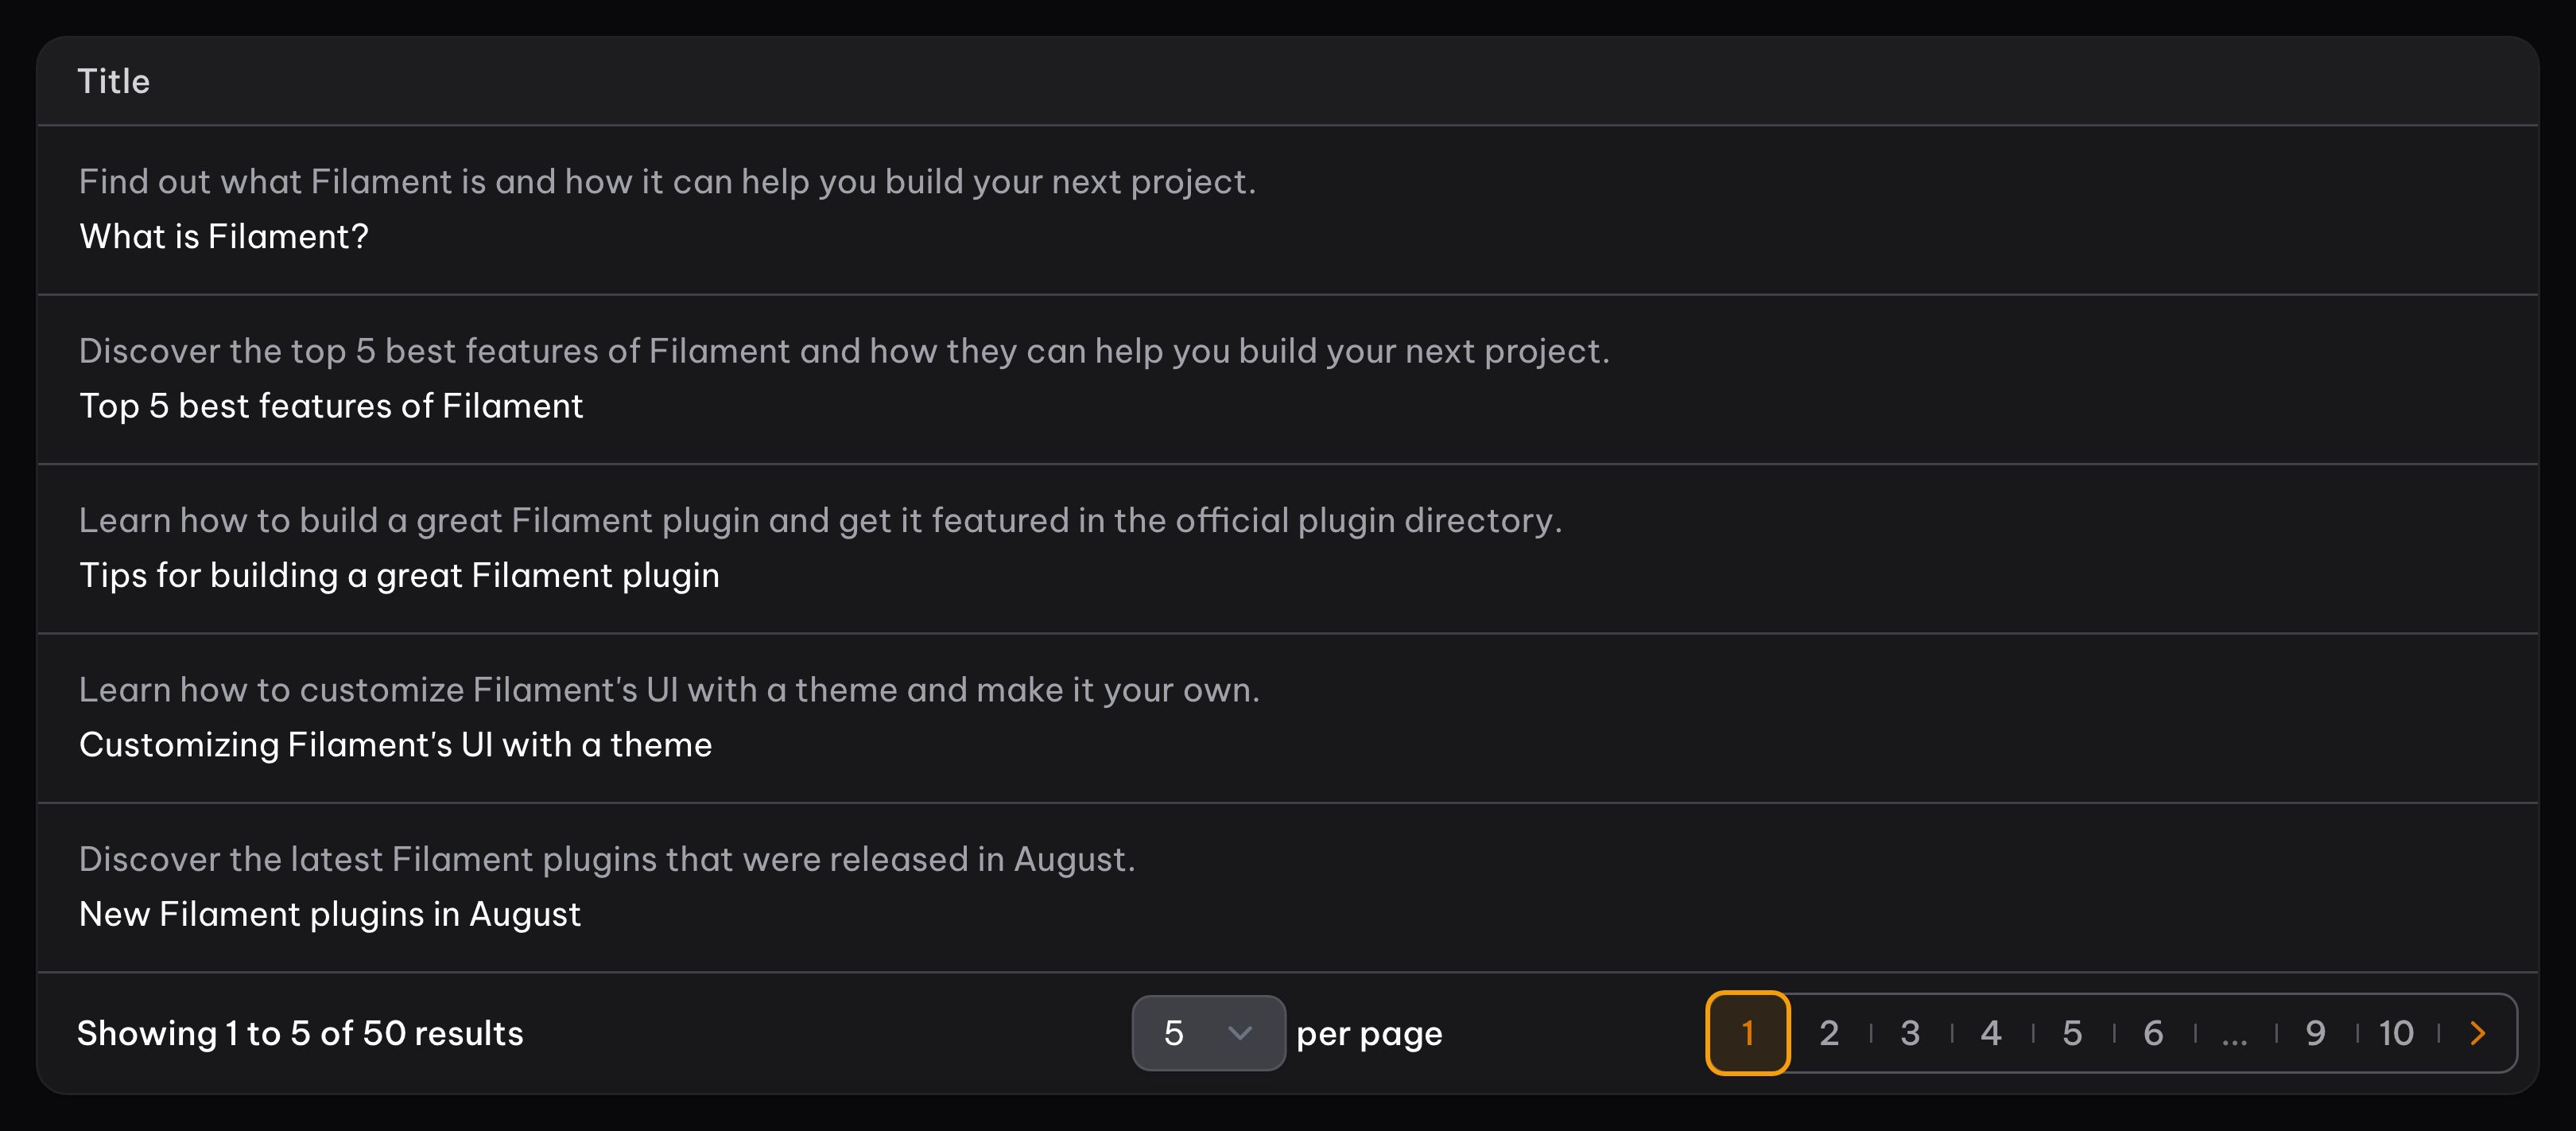 Title
Find out what Filament is and how it can help you build your next project.
What is Filament?
Discover the top 5 best features of Filament and how they can help you build your next project.
Top 5 best features of Filament
Learn how to build a great Filament plugin and get it featured in the official plugin directory.
Tips for building a great Filament plugin
Learn how to customize Filament's UI with a theme and make it your own.
Customizing Filament's UI with a theme
Discover the latest Filament plugins that were released in August.
New Filament plugins in August
Showing 1 to 5 of 50 results 5 per page 1 2 3 4 5 6 ... 9 10